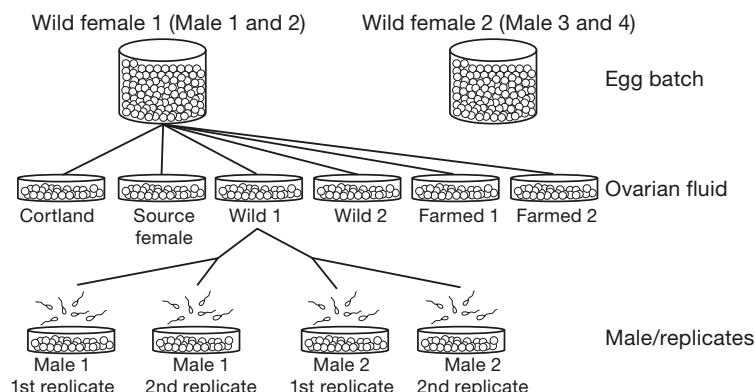 Wild female 1 (Male 1 and 2)
Wild female 2 (Male 3 and 4)
Egg batch
Cortland
Source
female
Wild 1
Wild 2
Farmed 1
Farmed 2
Ovarian fluid
Male 1
1st replicate
Male 1
2nd replicate
Male 2
1st replicate
Male 2
2nd replicate
Male/replicates